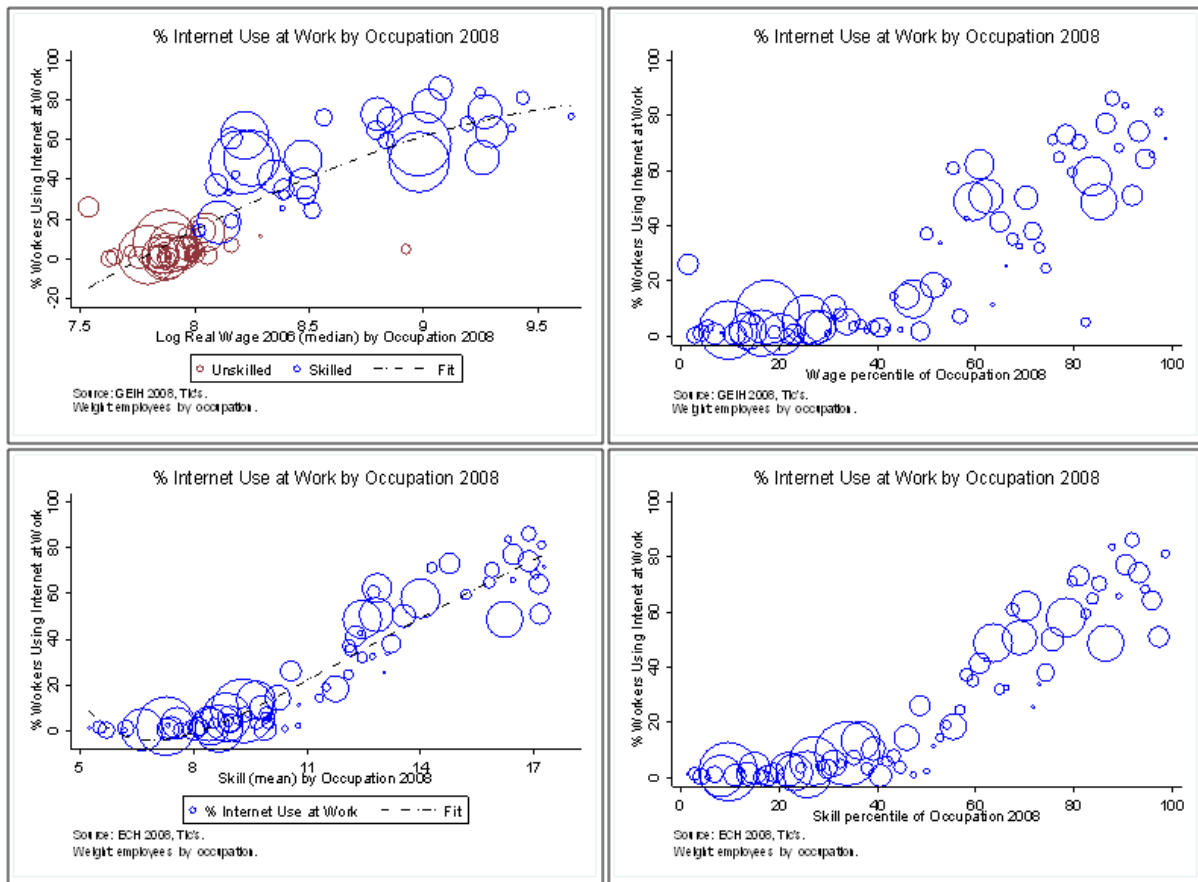 % Internet Use at Work by Occupation 2008
% Workers Using Internet at Work
100
80
60
40
20
0
-20
7.5 8 8.5 9 9.5
Log Real Wage 2006 (median) by Occupation 2008
Unskilled Skilled Fit
Source: GEIH 2008, Tic's.
Weight employees by occupation.
% Internet Use at Work by Occupation 2008
% Workers Using Internet at Work
100
80
60
40
20
0
0 20 40 60 80 100
Wage percentile of Occupation 2008
Source: GEIH 2008, Tic's.
Weight employees by occupation.
% Internet Use at Work by Occupation 2008
% Workers Using Internet at Work
100
80
60
40
20
0
5 8 11 14 17
Skill (mean) by Occupation 2008
% Internet Use at Work Fit
Source: ECH 2008, Tic's.
Weight employees by occupation.
% Internet Use at Work by Occupation 2008
% Workers Using Internet at Work
100
80
60
40
20
0
0 20 40 60 80 100
Skill percentile of Occupation 2008
Source: ECH 2008, Tic's.
Weight employees by occupation.